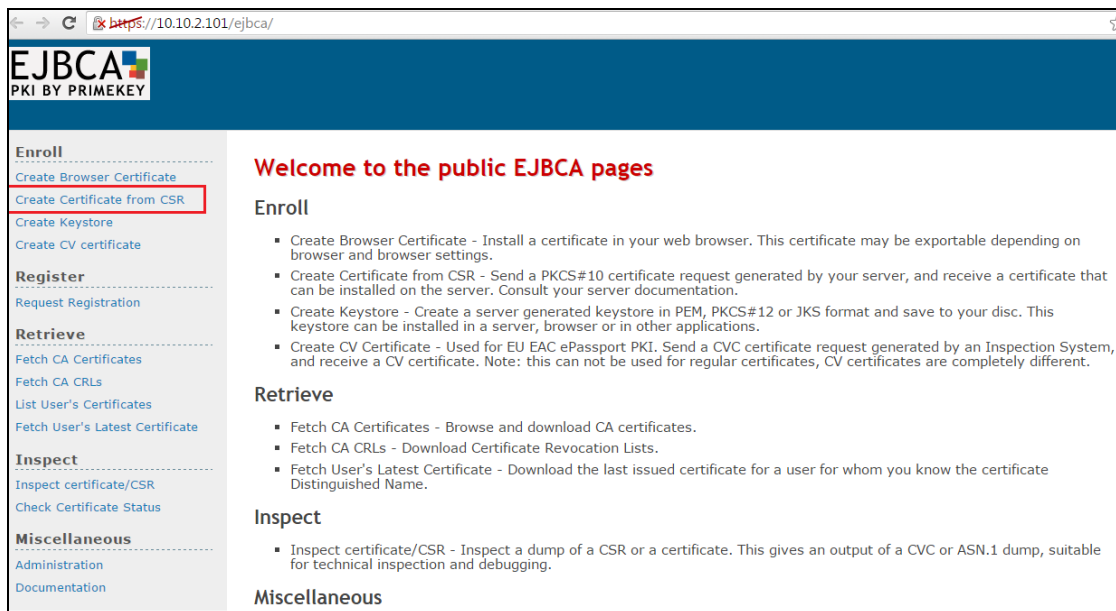 https://10.10.2.101/ejbca/
EJBCA
PKI BY PRIMEKEY
Enroll
Create Browser Certificate
Create Certificate from CSR
Create Keystore
Create CV certificate
Register
Request Registration
Retrieve
Fetch CA Certificates
Fetch CA CRLs
List User's Certificates
Fetch User's Latest Certificate
Inspect
Inspect certificate/CSR
Check Certificate Status
Miscellaneous
Administration
Documentation
Welcome to the public EJBCA pages
Enroll
▪ Create Browser Certificate - Install a certificate in your web browser. This certificate may be exportable depending on
browser and browser settings.
▪ Create Certificate from CSR - Send a PKCS#10 certificate request generated by your server, and receive a certificate that
can be installed on the server. Consult your server documentation.
▪ Create Keystore - Create a server generated keystore in PEM, PKCS#12 or JKS format and save to your disc. This
keystore can be installed in a server, browser or in other applications.
▪ Create CV Certificate - Used for EU EAC ePassport PKI. Send a CVC certificate request generated by an Inspection System,
and receive a CV certificate. Note: this can not be used for regular certificates, CV certificates are completely different.
Retrieve
▪ Fetch CA Certificates - Browse and download CA certificates.
▪ Fetch CA CRLs - Download Certificate Revocation Lists.
▪ Fetch User's Latest Certificate - Download the last issued certificate for a user for whom you know the certificate
Distinguished Name.
Inspect
▪ Inspect certificate/CSR - Inspect a dump of a CSR or a certificate. This gives an output of a CVC or ASN.1 dump, suitable
for technical inspection and debugging.
Miscellaneous